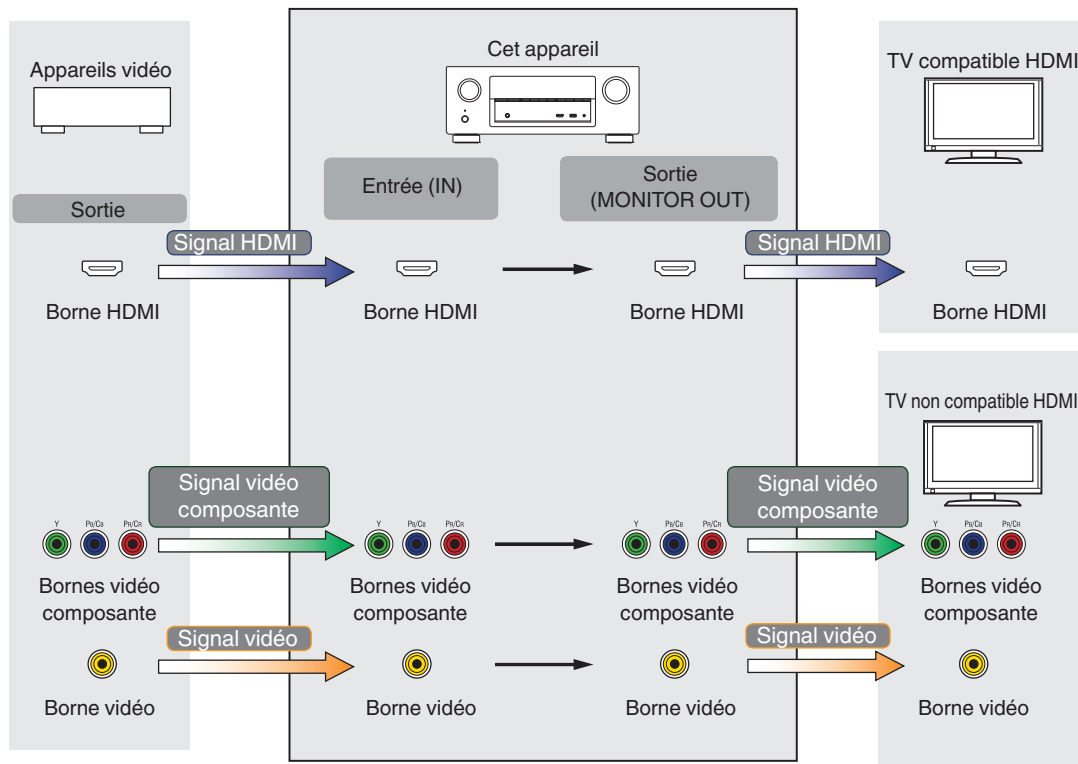 Cet appareil
Appareils vidéo
TV compatible HDMI
Entrée (IN)
Sortie
(MONITOR OUT)
Sortie
Signal HDMI
Signal HDMI
Borne HDMI
Borne HDMI
Borne HDMI
Borne HDMI
TV non compatible HDMI
Signal vidéo
composante
Signal vidéo
composante
Y PB/CB PR/CR
Y PB/CB PR/CR
Y PB/CB PR/CR
Y PB/CB PR/CR
Bornes vidéo
composante
Bornes vidéo
composante
Bornes vidéo
composante
Bornes vidéo
composante
Signal vidéo
Signal vidéo
Borne vidéo
Borne vidéo
Borne vidéo
Borne vidéo